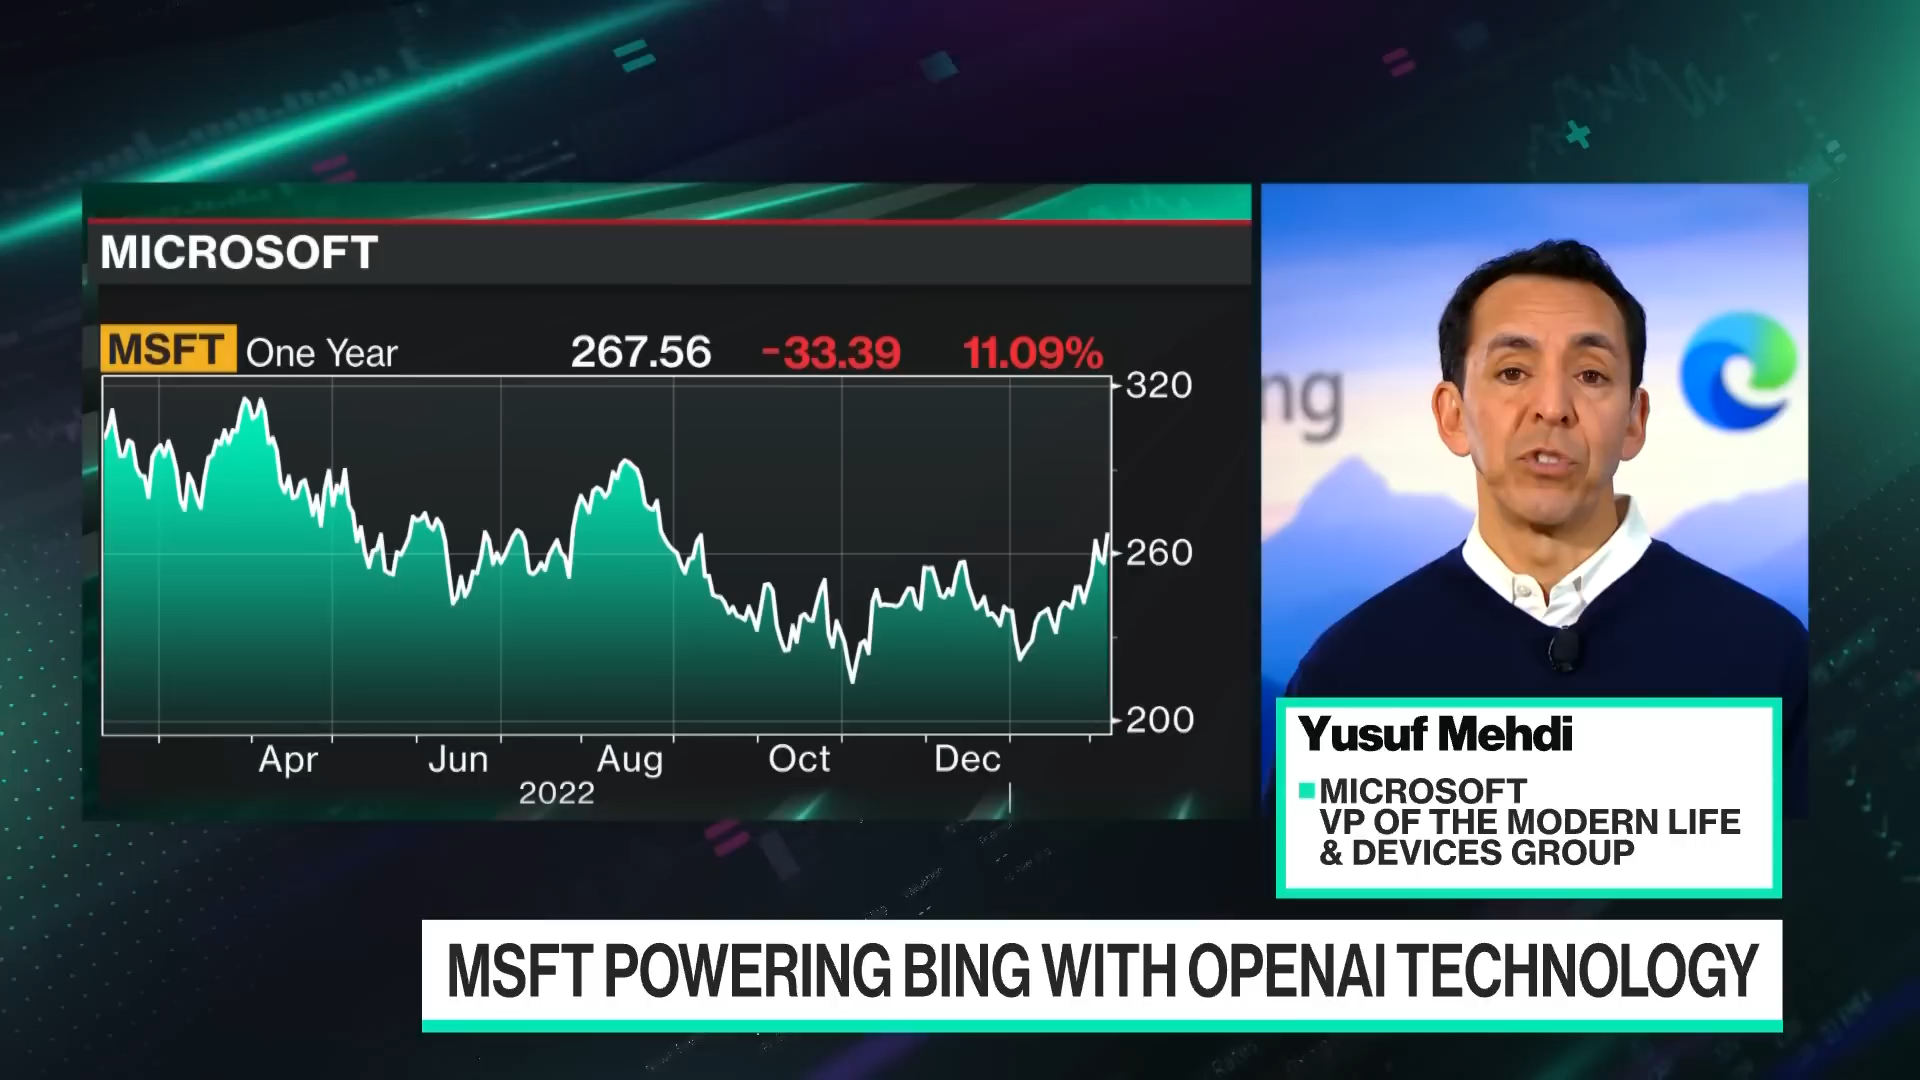 MICROSOFT
MSFT One Year 267.56 -33.39 11.09%
320
260
200
Apr Jun Aug Oct Dec
2022
ng
Yusuf Mehdi
MICROSOFT
VP OF THE MODERN LIFE
& DEVICES GROUP
MSFT POWERING BING WITH OPENAI TECHNOLOGY